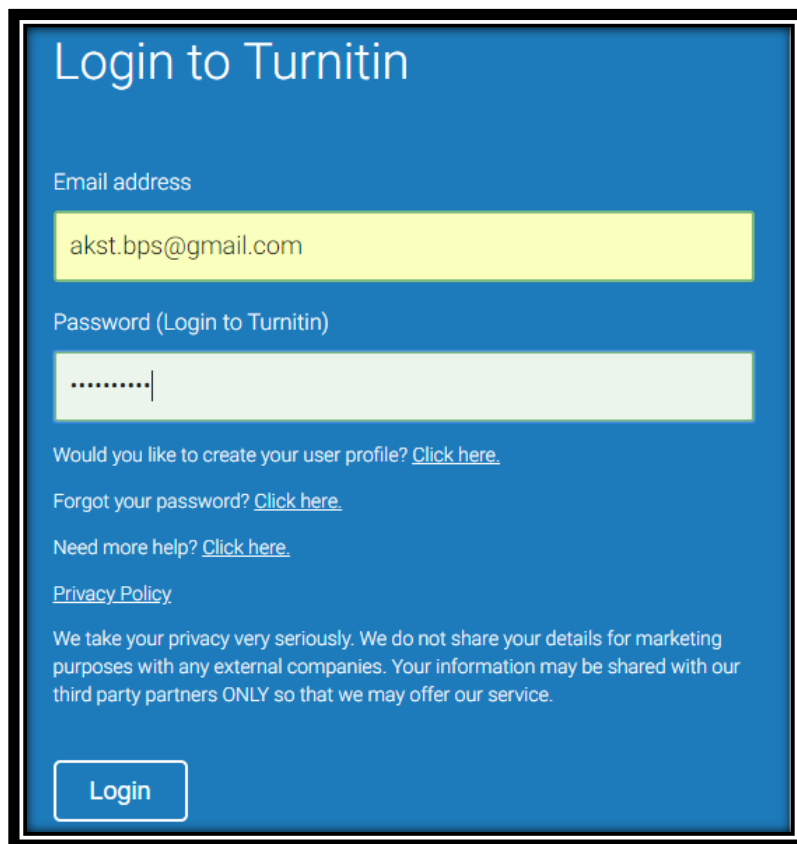 Login to Turnitin
Email address
akst.bps@gmail.com
Password (Login to Turnitin)
••••••••••
Would you like to create your user profile? Click here.
Forgot your password? Click here.
Need more help? Click here.
Privacy Policy
We take your privacy very seriously. We do not share your details for marketing
purposes with any external companies. Your information may be shared with our
third party partners ONLY so that we may offer our service.
Login